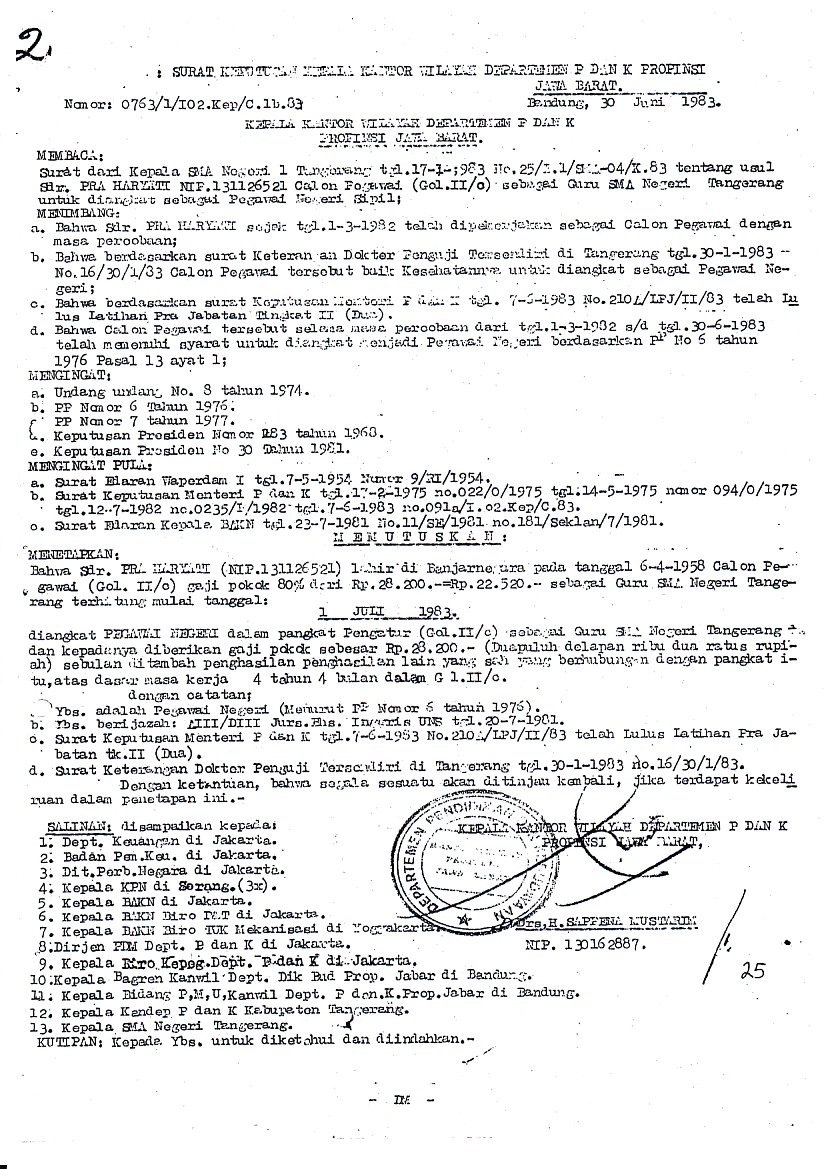 2.
: SURAT KEPUTUSAN KEPALA KANTOR WILAYAH DEPARTEMEN P DAN K PROPINSI
JAWA BARAT.
Nomor: 0763/1/I02.Kep/C.1b.83 Bandung, 30 Juni 1983.
KEPALA KANTOR WILAYAH DEPARTEMEN P DAN K
PROPINSI JAWA BARAT.
MEMBACA:
Surat dari Kepala SMA Negeri 1 Tangerang No.25/I.1/SMA-04/K.83 tentang usul
Sdr. PRA HARYATI NIF.131126521 Calon Pegawai (Gol.II/c) sebagai Guru SMA Negeri Tangerang
untuk diangkat sebagai Pegawai Negeri Sipil;
MENIMBANG:
a. Bahwa Sdr. PRA HARYATI sejak tgl.1-3-1982 telah dipekerjakan sebagai Calon Pegawai dengan
masa percobaan;
b. Bahwa berdasarkan surat Keterangan Dokter Penguji Tersendiri di Tangerang tgl.30-1-1983 -
No.16/30/1/83 Calon Pegawai tersebut baik Kesehatannya untuk diangkat sebagai Pegawai Ne-
geri;
c. Bahwa berdasarkan surat Keputusan Menteri P dan K tgl. 7-6-1983 No.210A/LPJ/II/83 telah Lu
lus Latihan Pra Jabatan Tingkat II (Dua).
d. Bahwa Calon Pegawai tersebut selama masa percobaan dari tgl.1-3-1982 s/d tgl.30-6-1983
telah memenuhi syarat untuk diangkat menjadi Pegawai Negeri berdasarkan PP No 6 tahun
1976 Pasal 13 ayat 1;
MENGINGAT:
a. Undang undang No. 8 tahun 1974.
b. PP Nomor 6 Tahun 1976.
PP Nomor 7 tahun 1977.
Keputusan Presiden Nomor tahun 1968.
e. Keputusan Presiden No 30 Tahun 1981.
MENGINGAT PULA:
a. Surat Edaran Waperdam I tgl.7-5-1954 Nomor 9/RI/1954.
b. Surat Keputusan Menteri P dan K tgl.17-2-1975 no.022/0/1975 tgl.14-5-1975 nomor 094/0/1975
tgl.12-7-1982 no.0235/I/1982 tgl.7-6-1983 no.091a/I.02.Kep/C.83.
c. Surat Edaran Kepala BAKN tgl.23-7-1981 No.11/SE/1981 no.181/Seklan/7/1981.
M E M U T U S K A N :
MENETAPKAN:
Bahwa Sdr. PRA HARYATI (NIP.131126521) lahir di Banjarnegara pada tanggal 6-4-1958 Calon Pe-
gawai (Gol. II/c) gaji pokok 80% dari Rp.28.200.-=Rp.22.520.- sebagai Guru SMA Negeri Tange-
rang terhitung mulai tanggal:
1 JULI 1983.
diangkat PEGAWAI NEGERI dalam pangkat Pengatur (Gol.II/c) sebagai Guru SMA Negeri Tangerang
dan kepadanya diberikan gaji pokok sebesar Rp.28.200.- (Duapuluh delapan ribu dua ratus rupi-
ah) sebulan ditambah penghasilan penghasilan lain yang sah yang berhubungan dengan pangkat i-
tu,atas dasar masa kerja 4 tahun 4 bulan dalam G 1.II/c.
dengan catatan;
Ybs. adalah Pegawai Negeri (Menurut PP Nomor 6 tahun 1976).
b. Ybs. berijazah: AIII/DIII Jurs.Bhs. Inggris UNS tgl.20-7-1981.
c. Surat Keputusan Menteri P dan K tgl.7-6-1983 No.210A/LPJ/II/83 telah Lulus Latihan Pra Ja-
batan tk.II (Dua).
d. Surat Keterangan Dokter Penguji Tersendiri di Tangerang tgl.30-1-1983 No.16/30/1/83.
Dengan ketentuan, bahwa segala sesuatu akan ditinjau kembali, jika terdapat kekeli
ruan dalam penetapan ini.-
SALINAN: disampaikan kepada:
1. Dept. Keuangan di Jakarta.
2. Badan Pem.Keu. di Jakarta.
3. Dit.Perb.Negara di Jakarta.
4. Kepala KPN di Serang.(3x).
5. Kepala BAKN di Jakarta.
6. Kepala BAKN Biro di Jakarta.
7. Kepala BAKN Biro TUK Mekanisasi di Yogyakarta.
8.Dirjen PDM Dept. P dan K di Jakarta.
9. Kepala Biro Kepeg.Dept. P dan K di Jakarta.
10.Kepala Bagren Kanwil Dept. Dik Bud Prop. Jabar di Bandung.
11. Kepala Bidang P,M,U,Kanwil Dept. P dan.K.Prop.Jabar di Bandung.
12. Kepala Kandep P dan K Kabupaten Tangerang.
13. Kepala SMA Negeri Tangerang.
KUTIPAN: Kepada Ybs. untuk diketahui dan diindahkan.-
KEPALA KANTOR WILAYAH DEPARTEMEN P DAN K
PROPINSI JAWA BARAT,
DEPARTEMEN PENDIDIKAN KEBUDAYAAN
Drs.H. SAPPENA MUSTARIM
NIP. 130162887.
25
- IM -